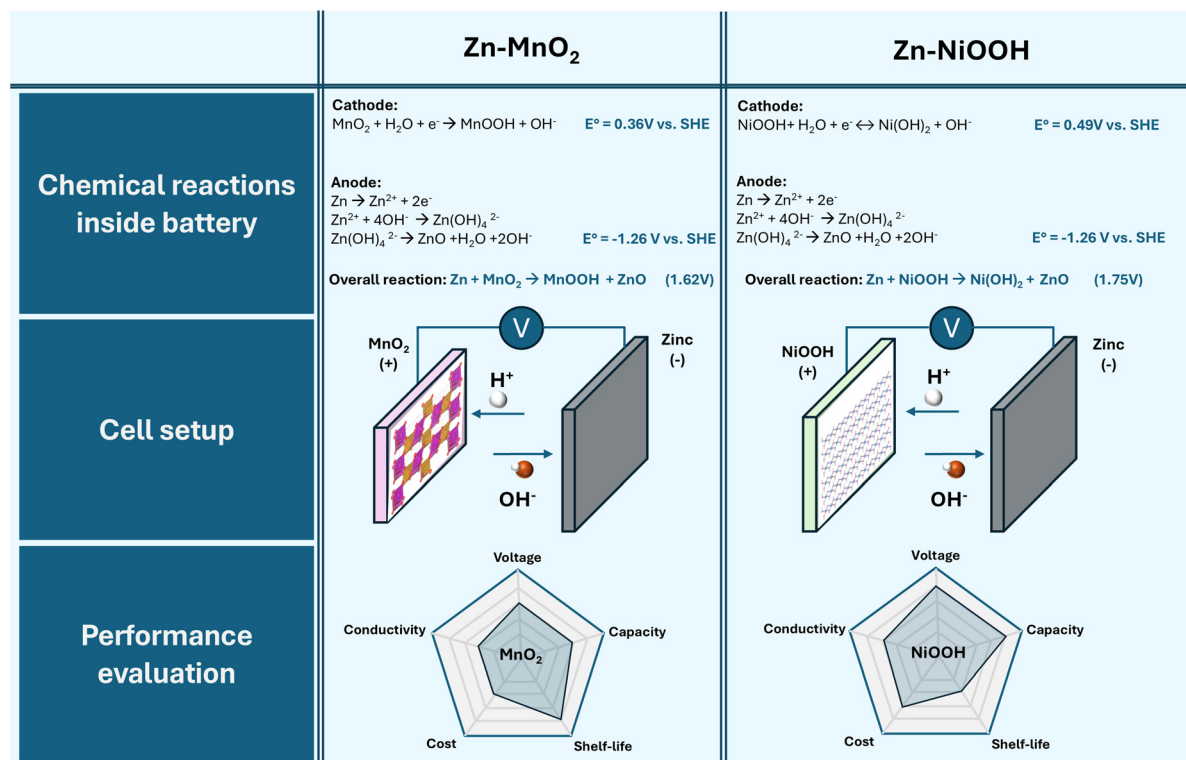 Zn-MnO₂
Zn-NiOOH
Chemical reactions
inside battery
Cathode:
MnO₂ + H₂O + e⁻ → MnOOH + OH⁻ E° = 0.36V vs. SHE
Anode:
Zn → Zn²⁺ + 2e⁻
Zn²⁺ + 4OH⁻ → Zn(OH)₄ ²⁻
Zn(OH)₄ ²⁻ → ZnO +H₂O +2OH⁻ E° = -1.26 V vs. SHE
Overall reaction: Zn + MnO₂ → MnOOH + ZnO (1.62V)
Cathode:
NiOOH+ H₂O + e⁻ ↔ Ni(OH)₂ + OH⁻ E° = 0.49V vs. SHE
Anode:
Zn → Zn²⁺ + 2e⁻
Zn²⁺ + 4OH⁻ → Zn(OH)₄ ²⁻
Zn(OH)₄ ²⁻ → ZnO +H₂O +2OH⁻ E° = -1.26 V vs. SHE
Overall reaction: Zn + NiOOH → Ni(OH)₂ + ZnO (1.75V)
Cell setup
V
MnO₂
(+)
Zinc
(-)
H⁺
OH⁻
V
NiOOH
(+)
Zinc
(-)
H⁺
OH⁻
Performance
evaluation
Voltage
Conductivity
Capacity
MnO₂
Cost
Shelf-life
Voltage
Conductivity
Capacity
NiOOH
Cost
Shelf-life